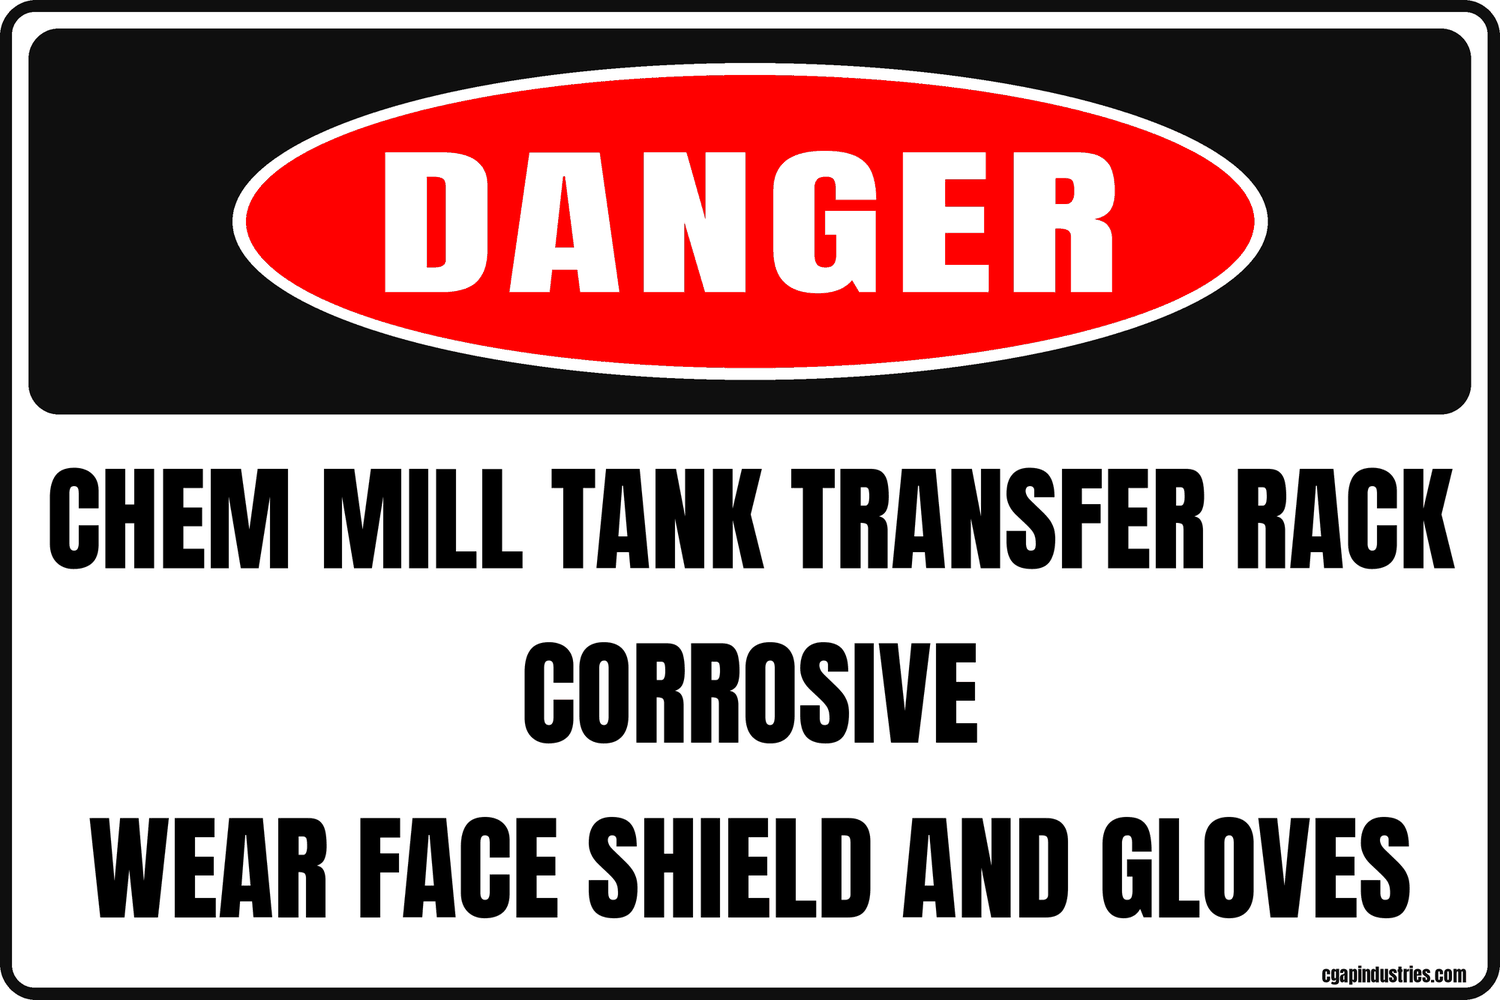 DANGER
CHEM MILL TANK TRANSFER RACK
CORROSIVE
WEAR FACE SHIELD AND GLOVES
cgapindustries.com